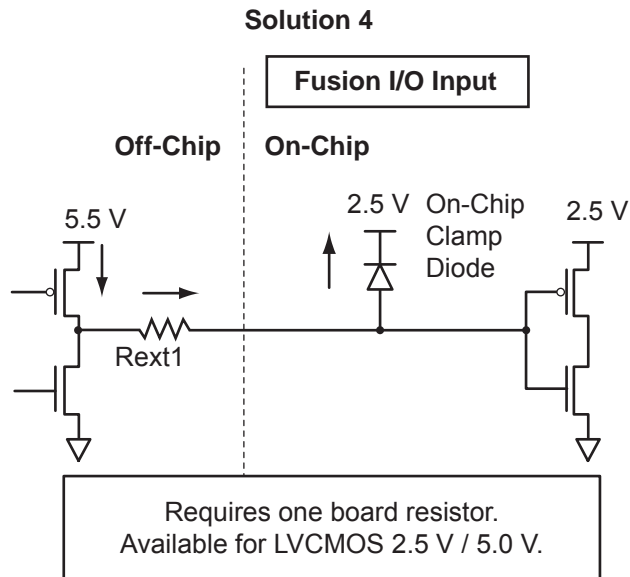 Solution 4
Fusion I/O Input
Off-Chip
On-Chip
5.5 V
2.5 V
On-Chip
Clamp
Diode
2.5 V
Rext1
Requires one board resistor.
Available for LVCMOS 2.5 V / 5.0 V.